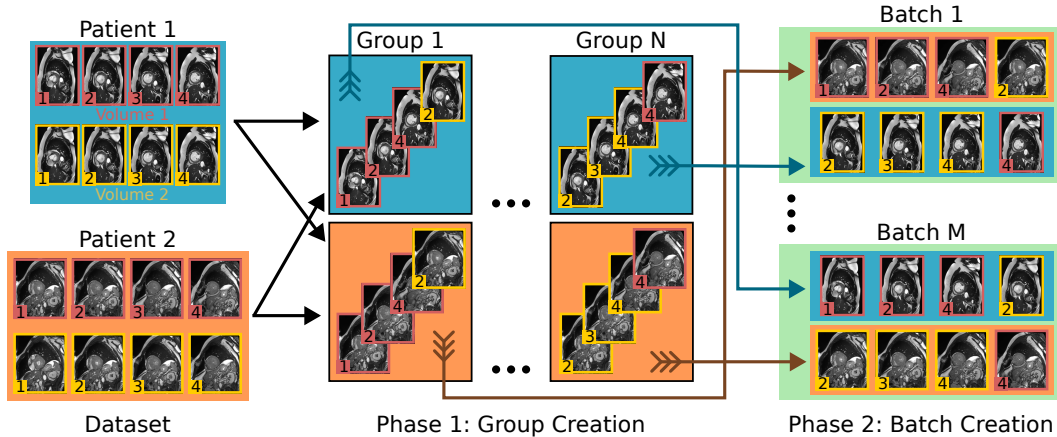 Patient 1
1 2 3 4
Volume 1
1 2 3 4
Volume 2
Patient 2
1 2 3 4
1 2 3 4
Dataset
Group 1
2
4
2
1
...
Group N
4
4
3
2
2
4
2
1
...
4
4
3
2
Phase 1: Group Creation
Batch 1
1 2 4 2
2 3 4 4
Batch M
1 2 4 2
2 3 4 4
Phase 2: Batch Creation